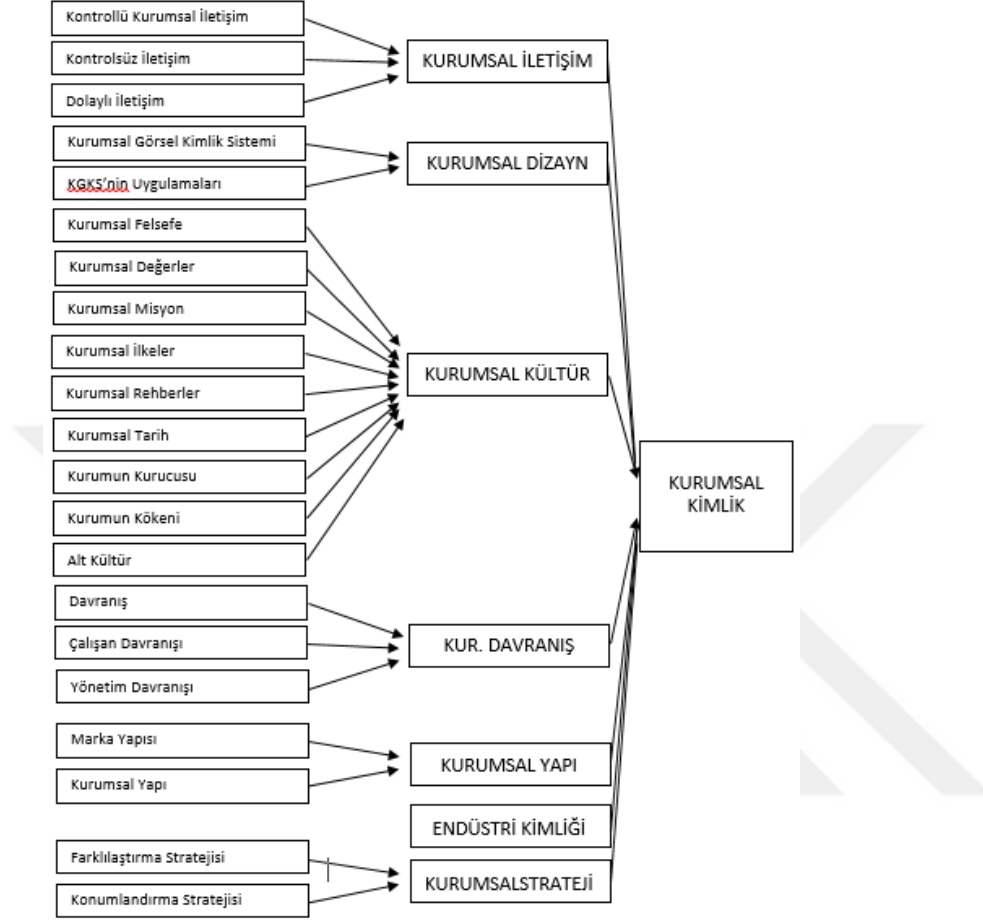 Kontrollü Kurumsal İletişim
Kontrolsüz İletişim
Dolaylı İletişim
Kurumsal Görsel Kimlik Sistemi
KGKS'nin Uygulamaları
Kurumsal Felsefe
Kurumsal Değerler
Kurumsal Misyon
Kurumsal İlkeler
Kurumsal Rehberler
Kurumsal Tarih
Kurumun Kurucusu
Kurumun Kökeni
Alt Kültür
Davranış
Çalışan Davranışı
Yönetim Davranışı
Marka Yapısı
Kurumsal Yapı
Farklılaştırma Stratejisi
Konumlandırma Stratejisi
KURUMSAL İLETİŞİM
KURUMSAL DİZAYN
KURUMSAL KÜLTÜR
KUR. DAVRANIŞ
KURUMSAL YAPI
ENDÜSTRİ KİMLİĞİ
KURUMSALSTRATEJİ
KURUMSAL
KİMLİK